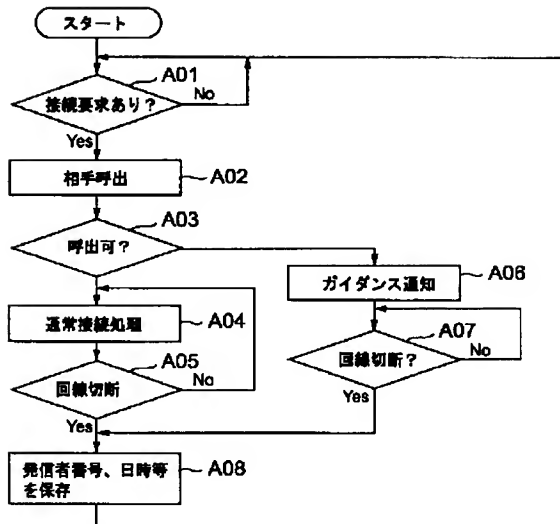 スタート
A01
接続要求あり?
No
Yes
相手呼出
A02
A03
呼出可?
ガイダンス通知
A06
通常接続処理
A04
A07
回線切断?
No
A05
回線切断
No
Yes
Yes
発信者番号、日時等
を保存
A08